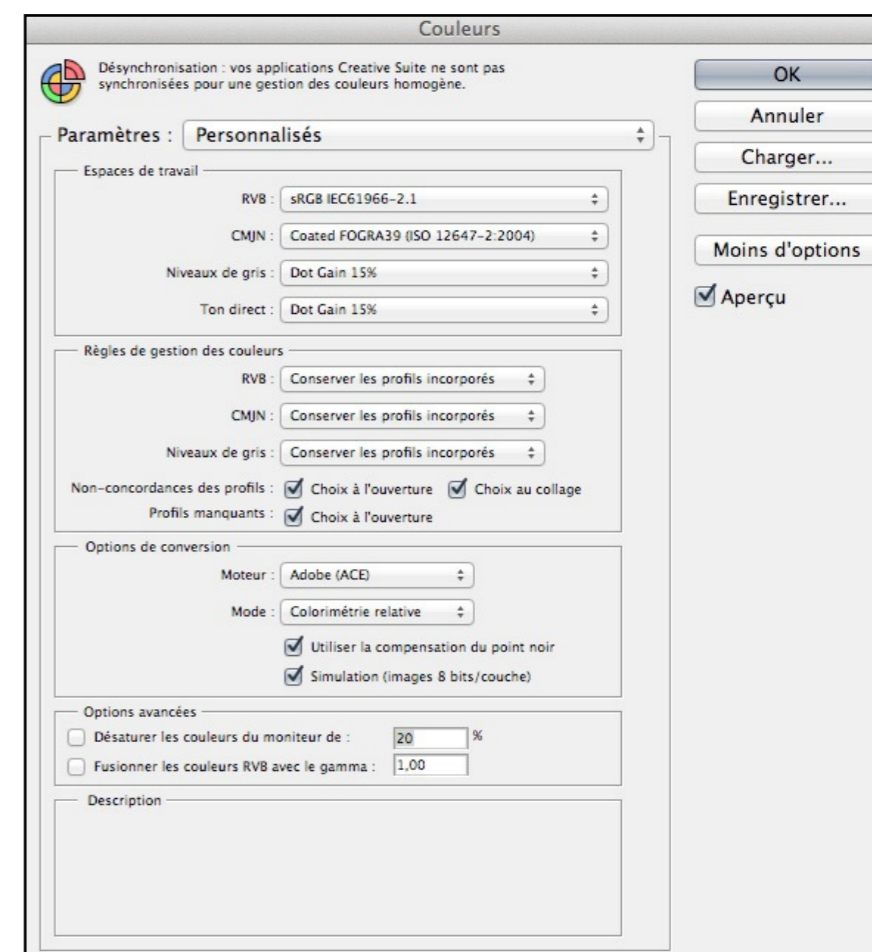 Couleurs
Désynchronisation : vos applications Creative Suite ne sont pas
synchronisées pour une gestion des couleurs homogène.
OK
Annuler
Charger...
Enregistrer...
Moins d'options
Aperçu
Paramètres : Personnalisés
Espaces de travail
RVB : sRGB IEC61966-2.1
CMJN : Coated FOGRA39 (ISO 12647-2:2004)
Niveaux de gris : Dot Gain 15%
Ton direct : Dot Gain 15%
Règles de gestion des couleurs
RVB : Conserver les profils incorporés
CMJN : Conserver les profils incorporés
Niveaux de gris : Conserver les profils incorporés
Non-concordances des profils : Choix à l'ouverture Choix au collage
Profils manquants : Choix à l'ouverture
Options de conversion
Moteur : Adobe (ACE)
Mode : Colorimétrie relative
Utiliser la compensation du point noir
Simulation (images 8 bits/couche)
Options avancées
Désaturer les couleurs du moniteur de : 20 %
Fusionner les couleurs RVB avec le gamma : 1,00
Description